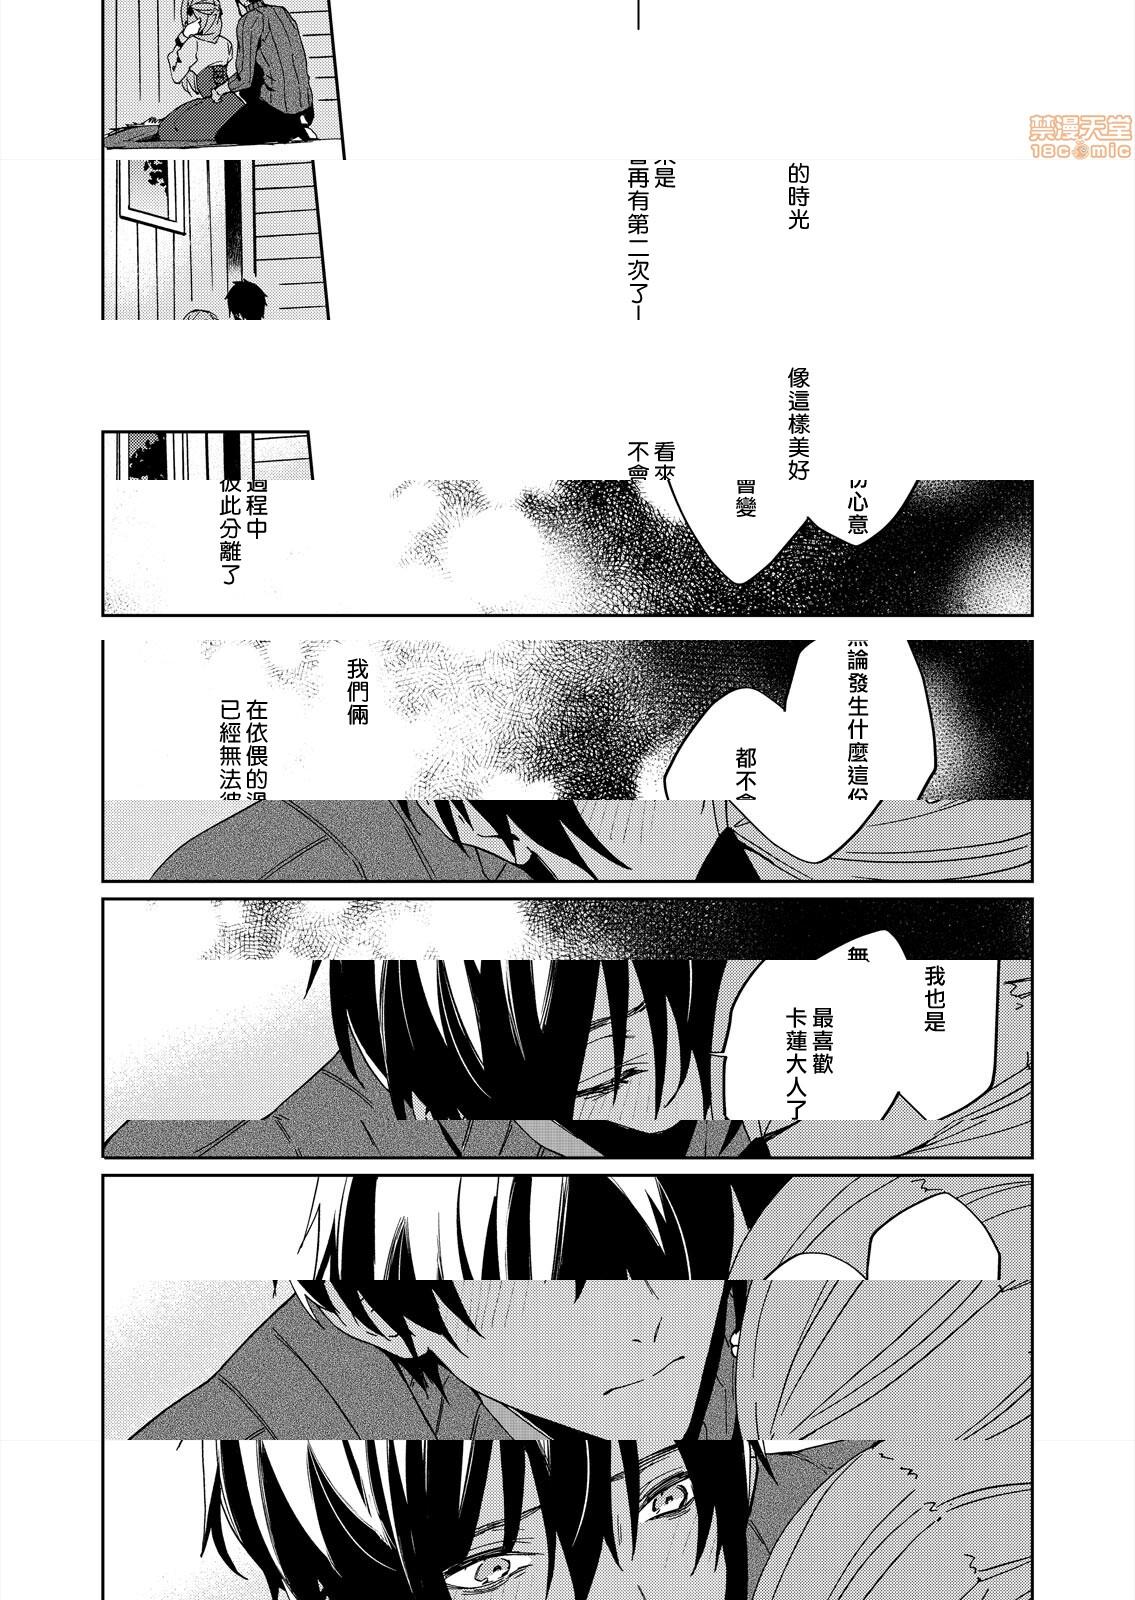 禁漫天堂
18comic
的時光
是
再有第二次了
像這樣美好
看來
不會
心意
會變
過程中
彼此分離了
論發生什麼這份
都不會
我們倆
在依偎的
已經無法
我也是
無
最喜歡
卡蓮大人了